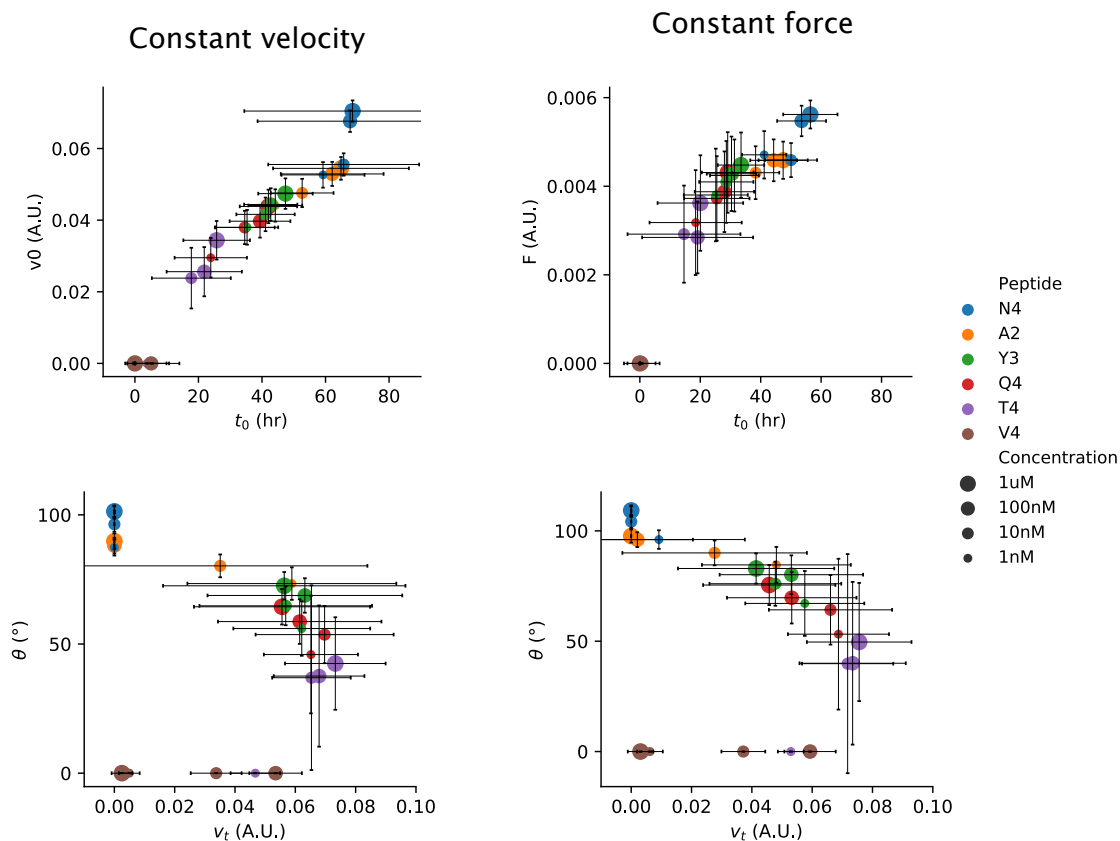 Constant velocity
Constant force
v0 (A.U.)
0.06
0.04
0.02
0.00
0 20 40 60 80
t₀ (hr)
F (A.U.)
0.006
0.004
0.002
0.000
0 20 40 60 80
t₀ (hr)
Peptide
N4
A2
Y3
Q4
T4
V4
Concentration
1uM
100nM
10nM
1nM
θ (°)
100
50
0
0.00 0.02 0.04 0.06 0.08 0.10
vₜ (A.U.)
θ (°)
100
50
0
0.00 0.02 0.04 0.06 0.08 0.10
vₜ (A.U.)